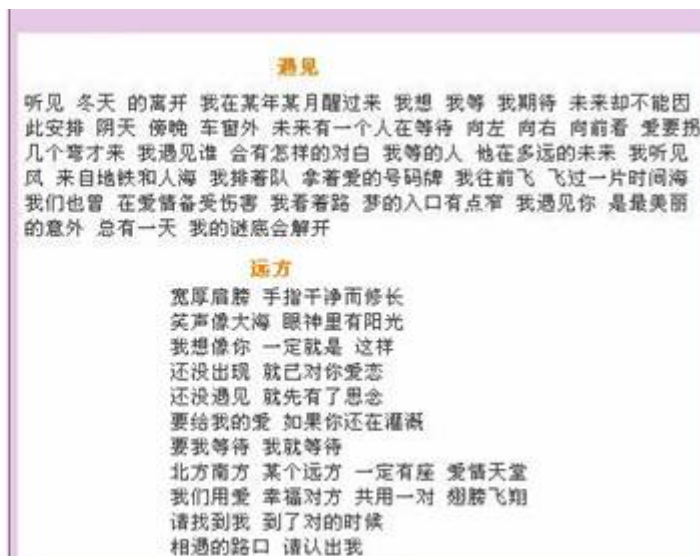 遇见
听见 冬天 的离开 我在某年某月醒过来 我想 我等 我期待 未来却不能因
此安排 阴天 傍晚 车窗外 未来有一个人在等待 向左 向右 向前看 爱要拐
几个弯才来 我遇见谁 会有怎样的对白 我等的人 他在多远的未来 我听见
风 来自地铁和人海 我排着队 拿着爱的号码牌 我往前飞 飞过一片时间海
我们也曾 在爱情备受伤害 我看着路 梦的入口有点窄 我遇见你 是最美丽
的意外 总有一天 我的谜底会解开
远方
宽厚肩膀 手指干净而修长
笑声像大海 眼神里有阳光
我想像你 一定就是 这样
还没出现 就已对你爱恋
还没遇见 就先有了思念
要给我的爱 如果你还在灌溉
要我等待 我就等待
北方南方 某个远方 一定有座 爱情天堂
我们用爱 幸福对方 共用一对 翅膀飞翔
请找到我 到了对的时候
相遇的路口 请认出我